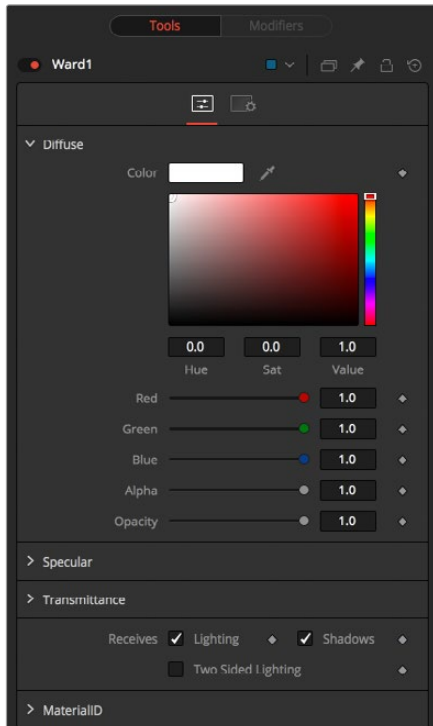 Tools Modifiers
Ward1
Diffuse
Color
0.0 0.0 1.0
Hue Sat Value
Red 1.0
Green 1.0
Blue 1.0
Alpha 1.0
Opacity 1.0
Specular
Transmittance
Receives Lighting Shadows
Two Sided Lighting
MaterialID